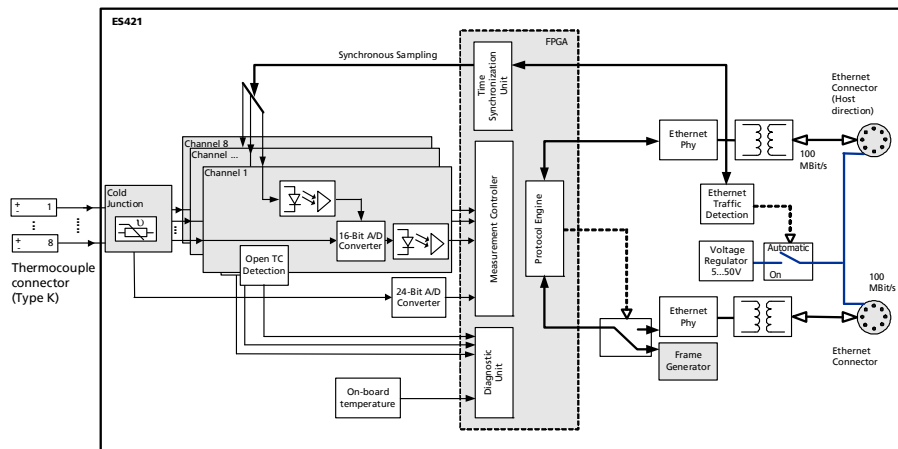 ES421
FPGA
Synchronous Sampling
Time
Synchronization
Unit
Ethernet
Connector
(Host
direction)
Channel 8
Channel ...
Channel 1
Ethernet
Phy
100
MBit/s
Cold
Junction
υ
+
-
1
+
-
8
Thermocouple
connector
(Type K)
16-Bit A/D
Converter
Open TC
Detection
24-Bit A/D
Converter
Measurement Controller
Protocol Engine
Ethernet
Traffic
Detection
Voltage
Regulator
5...50V
Automatic
On
100
MBit/s
Ethernet
Phy
Frame
Generator
Ethernet
Connector
Diagnostic
Unit
On-board
temperature